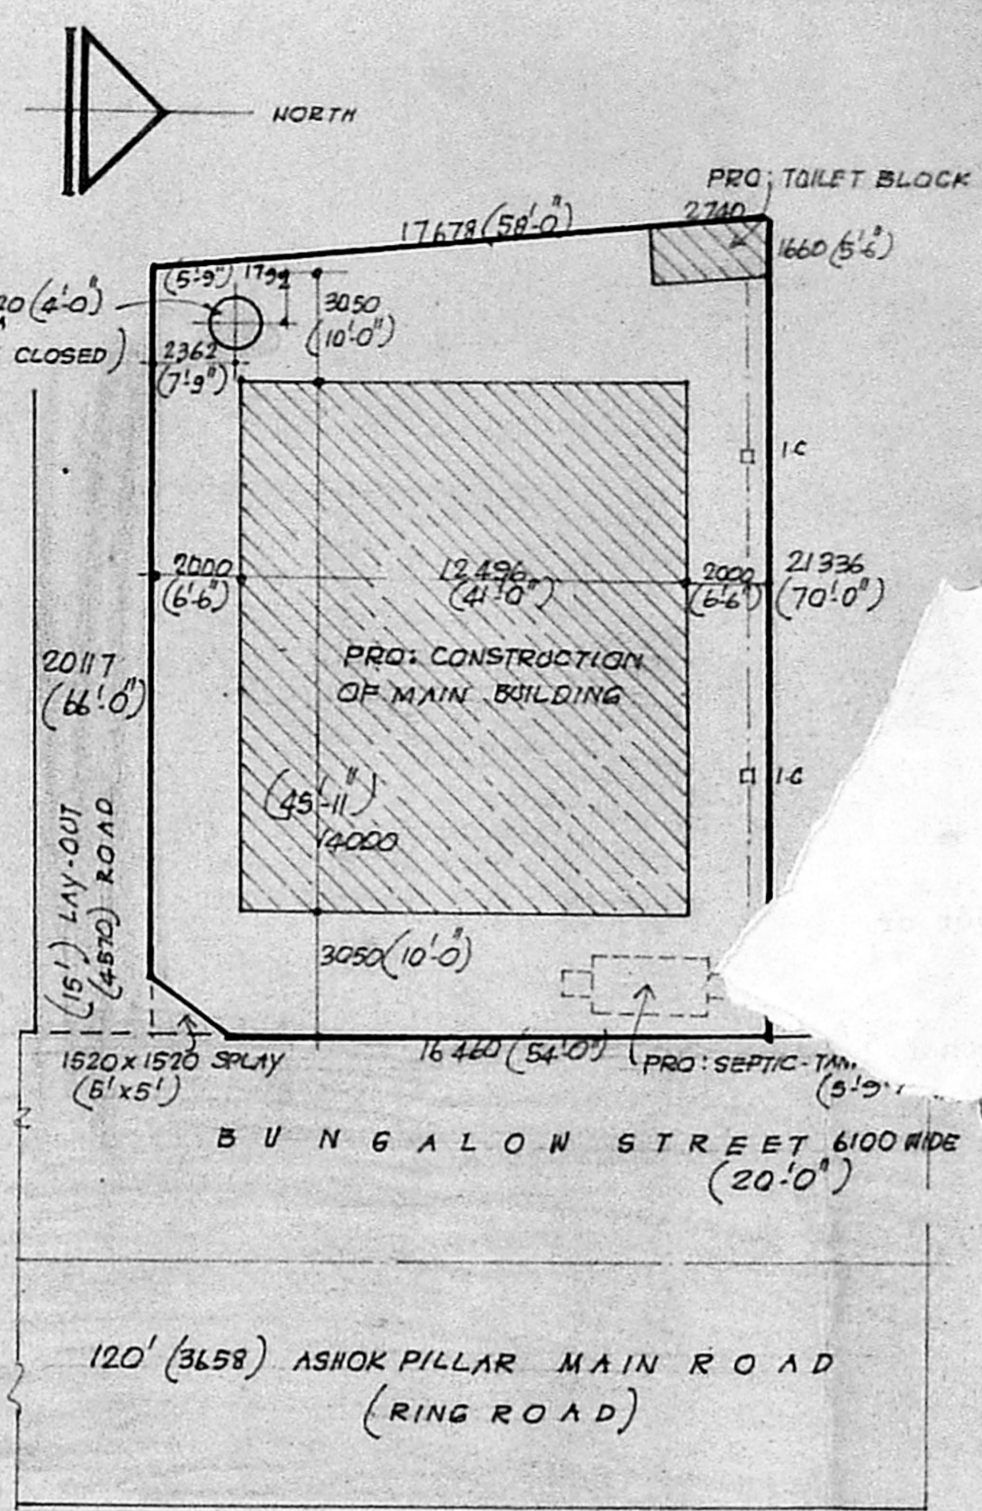 NORTH
PRO: TOILET BLOCK
2740
17678 (58'-0")
1660 (5'6")
(5'-9") 1792
20 (4'-0")
3050
(10'-0")
CLOSED)
2362
(7'-9")
I.C
2000
(6'6")
12496
(41'-0")
2000
(6'6")
21336
(70'-0")
20117
(66'-0")
PRO: CONSTRUCTION
OF MAIN BUILDING
I.C
(45'-11")
14000
(15') LAY-OUT
(4570) ROAD
3050 (10'-0")
1520 x 1520 SPLAY
(5' x 5')
16460 (54'-0")
PRO: SEPTIC-TAN
BUNGALOW STREET 6100 WIDE
(20'-0")
120' (3658) ASHOK PILLAR MAIN ROAD
(RING ROAD)